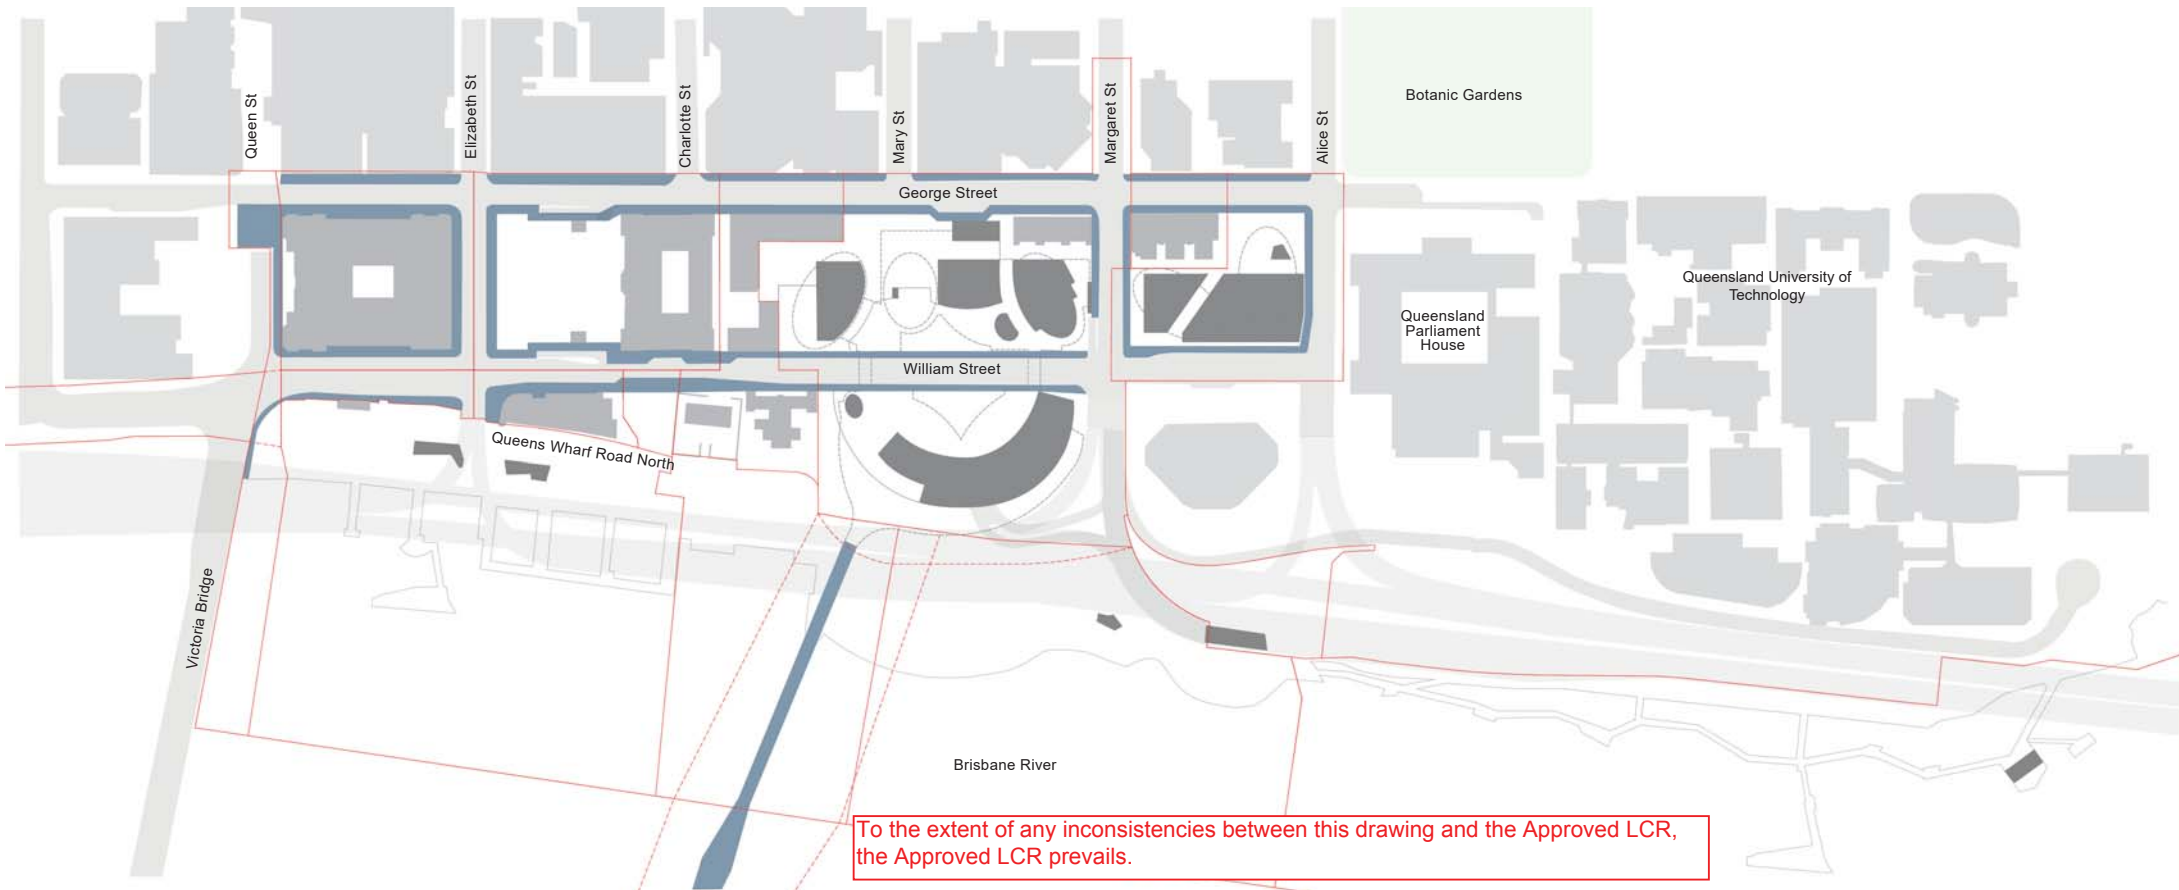 Queen St
Elizabeth St
Charlotte St
Mary St
Margaret St
Alice St
Botanic Gardens
George Street
Queensland University of
Technology
Queensland
Parliament
House
William Street
Queens Wharf Road North
Victoria Bridge
Brisbane River
To the extent of any inconsistencies between this drawing and the Approved LCR,
the Approved LCR prevails.